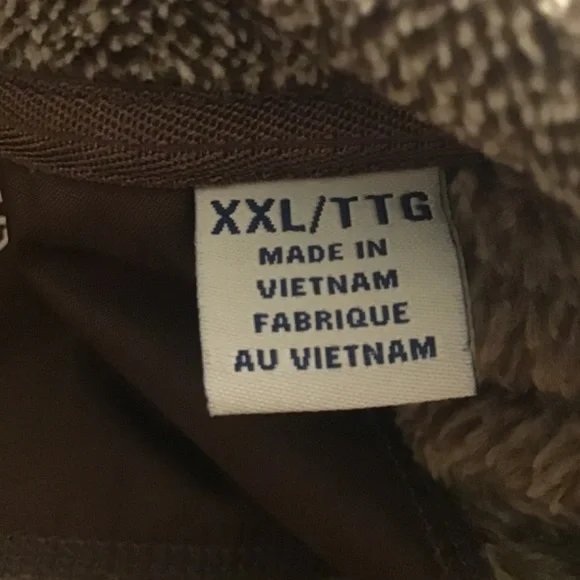 XXL/TTG
MADE IN
VIETNAM
FABRIQUE
AU VIETNAM